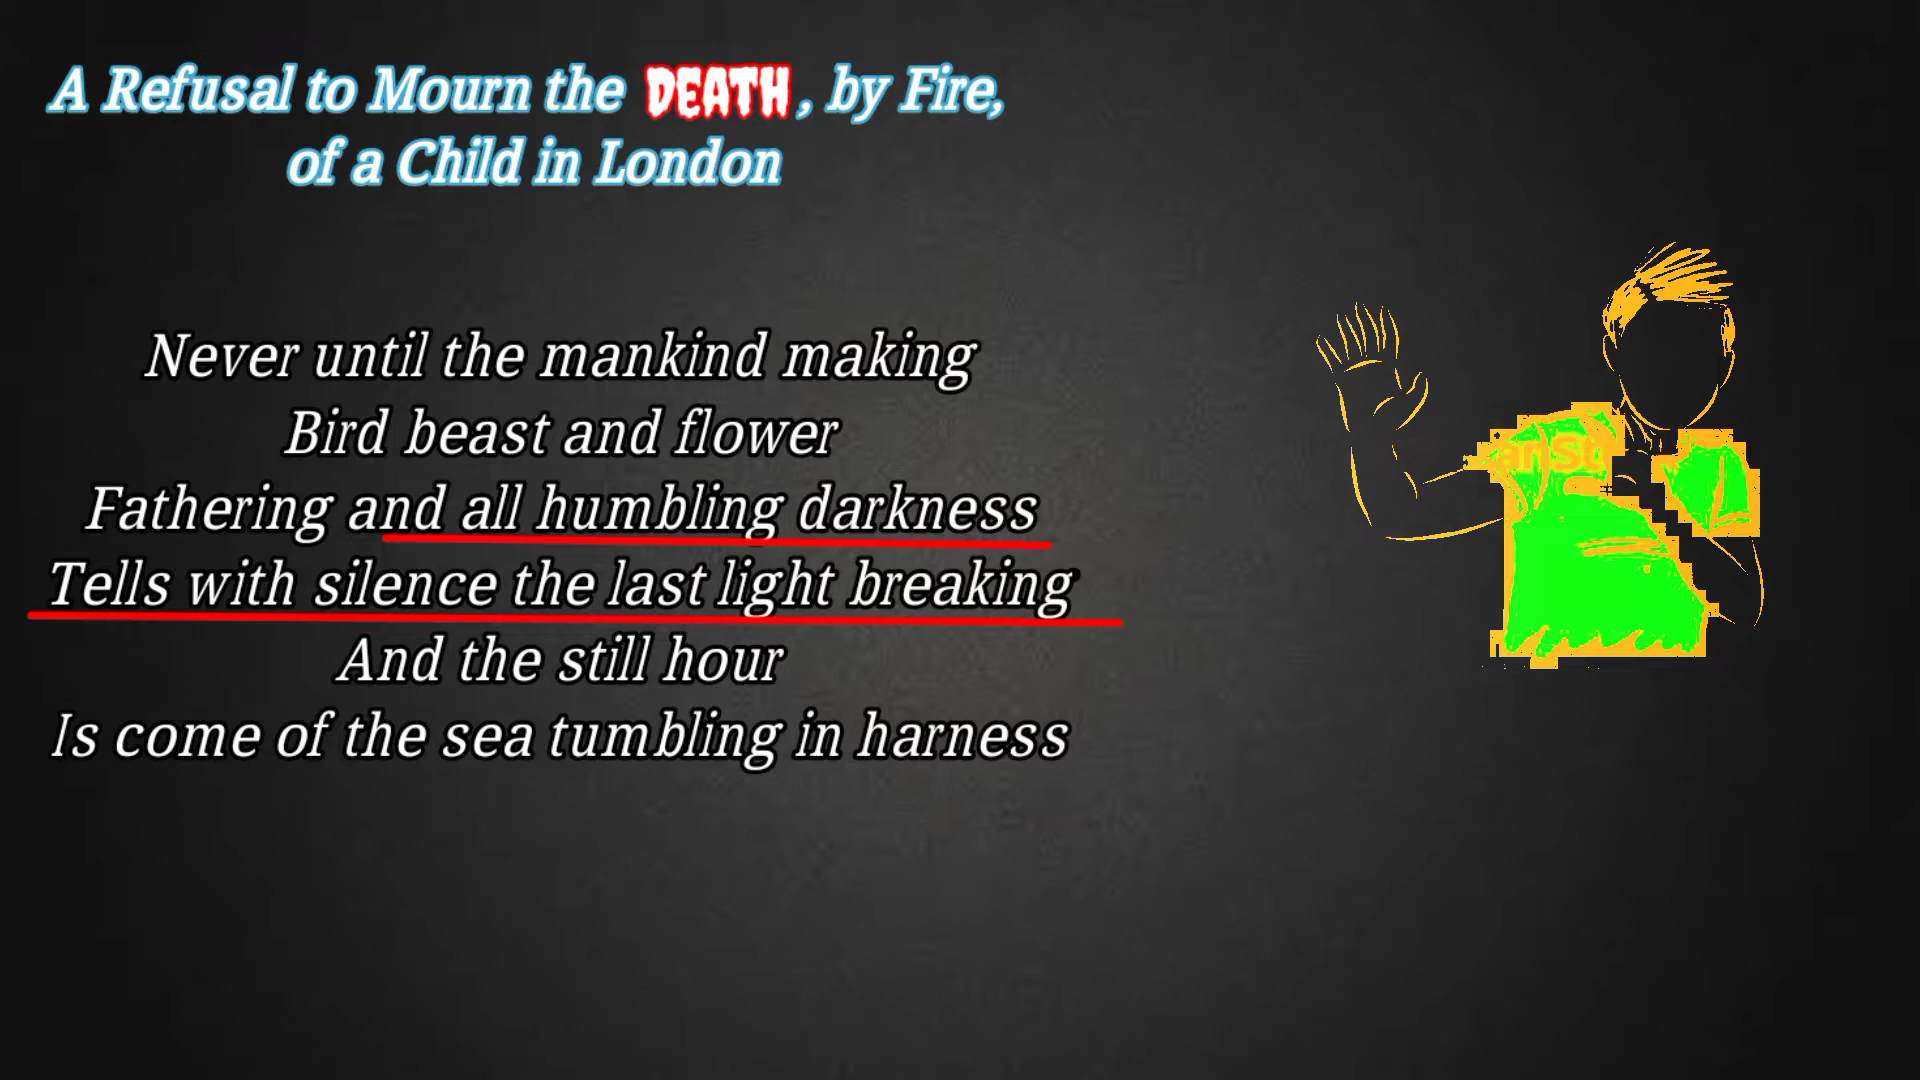 A Refusal to Mourn the DEATH, by Fire,
of a Child in London
Never until the mankind making
Bird beast and flower
Fathering and all humbling darkness
Tells with silence the last light breaking
And the still hour
Is come of the sea tumbling in harness